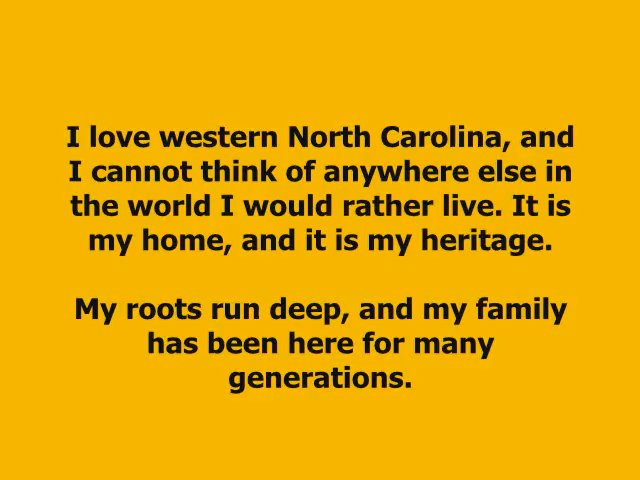 I love western North Carolina, and
I cannot think of anywhere else in
the world I would rather live. It is
my home, and it is my heritage.
My roots run deep, and my family
has been here for many
generations.